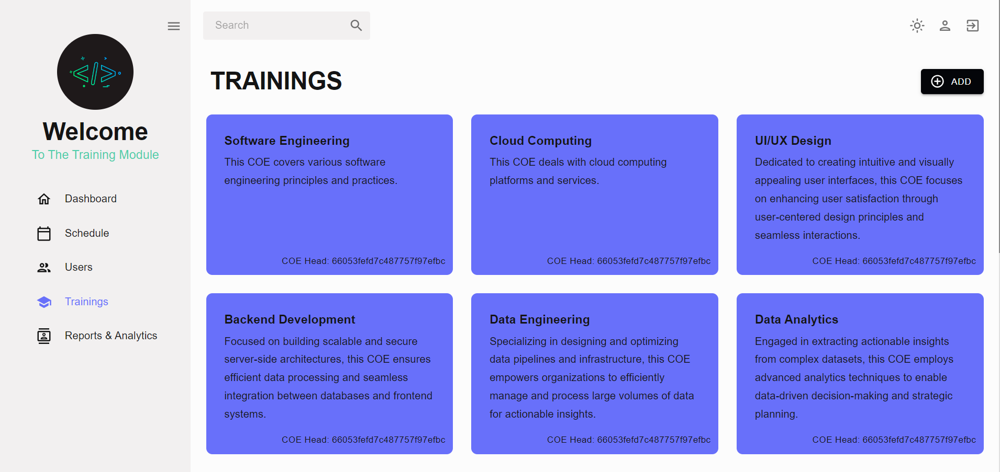 Welcome
To The Training Module
Dashboard
Schedule
Users
Trainings
Reports & Analytics
Search
TRAININGS
ADD
Software Engineering
This COE covers various software
engineering principles and practices.
COE Head: 66053fefd7c487757f97efbc
Cloud Computing
This COE deals with cloud computing
platforms and services.
COE Head: 66053fefd7c487757f97efbc
UI/UX Design
Dedicated to creating intuitive and visually
appealing user interfaces, this COE focuses
on enhancing user satisfaction through
user-centered design principles and
seamless interactions.
COE Head: 66053fefd7c487757f97efbc
Backend Development
Focused on building scalable and secure
server-side architectures, this COE ensures
efficient data processing and seamless
integration between databases and frontend
systems.
COE Head: 66053fefd7c487757f97efbc
Data Engineering
Specializing in designing and optimizing
data pipelines and infrastructure, this COE
empowers organizations to efficiently
manage and process large volumes of data
for actionable insights.
COE Head: 66053fefd7c487757f97efbc
Data Analytics
Engaged in extracting actionable insights
from complex datasets, this COE employs
advanced analytics techniques to enable
data-driven decision-making and strategic
planning.
COE Head: 66053fefd7c487757f97efbc